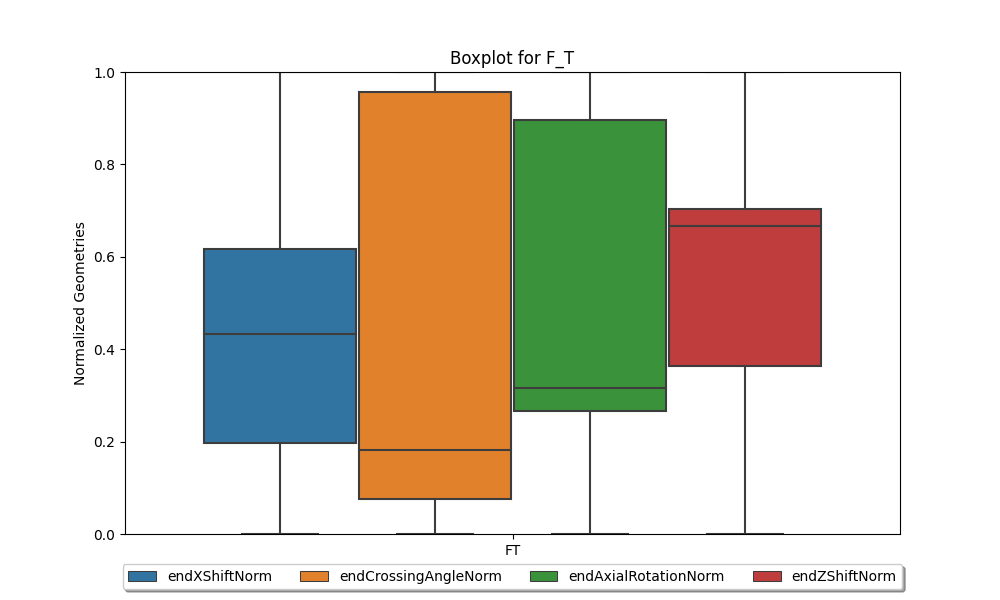 Boxplot for F_T
1.0
0.8
0.6
0.4
0.2
0.0
Normalized Geometries
FT
endXShiftNorm endCrossingAngleNorm endAxialRotationNorm endZShiftNorm